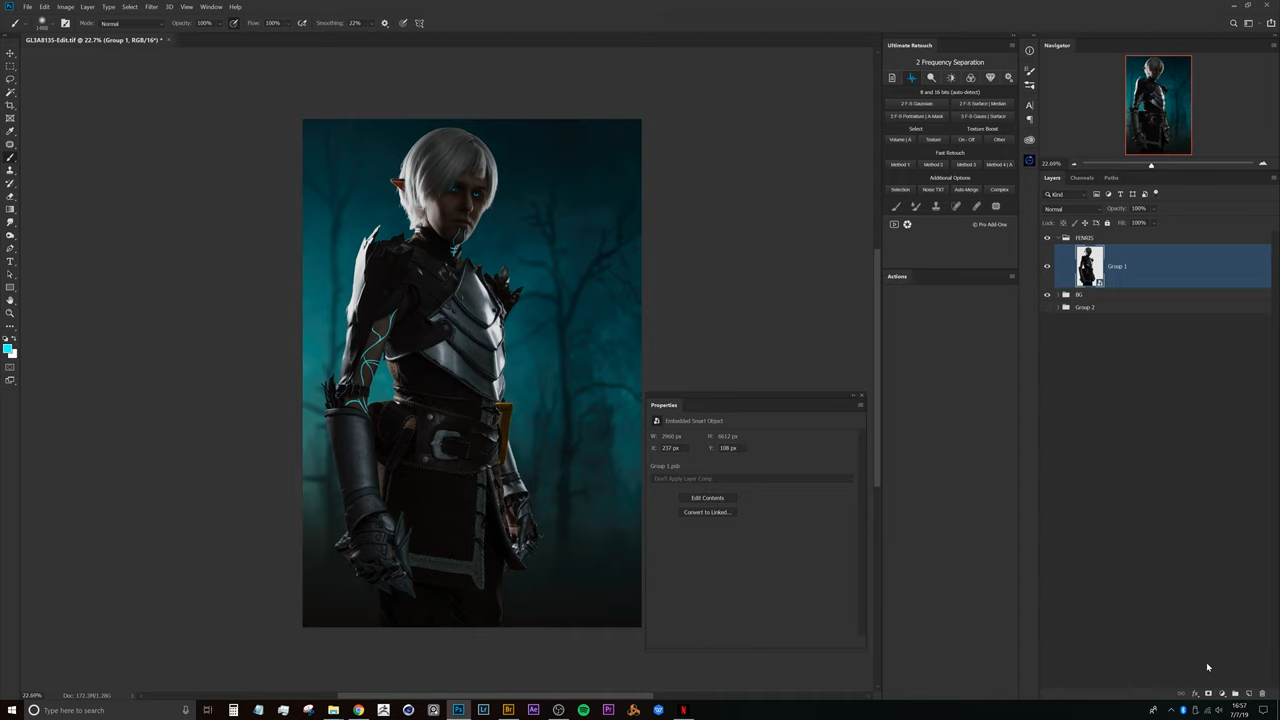 File Edit Image Layer Type Select Filter 3D View Window Help
Mode: Normal Opacity: 100% Flow: 100% Smoothing: 22%
GL3A8135-Edit.tif @ 22.7% (Group 1, RGB/16*) * ×
Ultimate Retouch
2 Frequency Separation
8 and 16 bits (auto-detect)
2 F-S Gaussian 2 F-S Surface | Median
2 F-S Portraiture | A-Mask 3 F-S Gauss | Surface
Select Texture Boost
Volume | A Texture On - Off Other
Fast Retouch
Method 1 Method 2 Method 3 Method 4 | A
Additional Options
Selection Noise TXT Auto-Merge Complex
© Pro Add-Ons
Actions
Navigator
22.69%
Layers Channels Paths
Kind
Normal Opacity: 100%
Lock: Fill: 100%
FENRIS
Group 1
BG
Group 2
Properties
Embedded Smart Object
W: 2960 px H: 6612 px
X: 237 px Y: 108 px
Group 1.psb
Don't Apply Layer Comp
Edit Contents
Convert to Linked...
22.69% Doc: 172.3M/1.28G
Type here to search
16:57
7/7/19